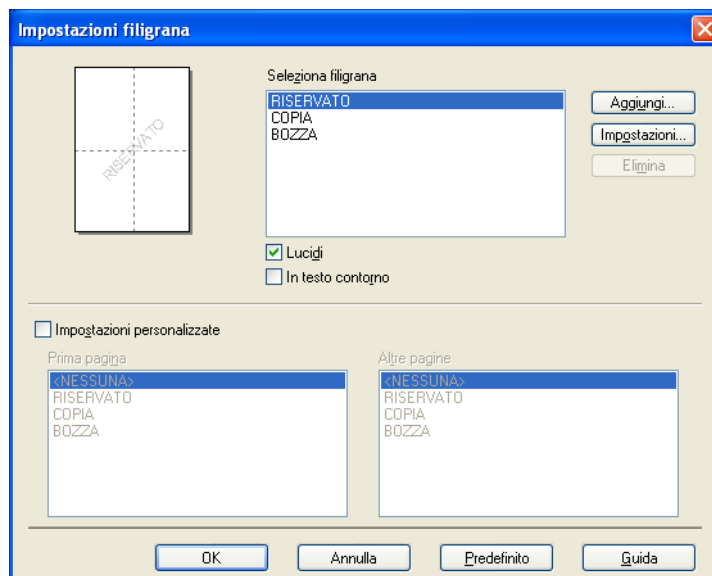 Impostazioni filigrana
Seleziona filigrana
RISERVATO
RISERVATO
COPIA
BOZZA
Aggiungi...
Impostazioni...
Elimina
Lucidi
In testo contorno
Impostazioni personalizzate
Prima pagina
<NESSUNA>
RISERVATO
COPIA
BOZZA
Altre pagine
<NESSUNA>
RISERVATO
COPIA
BOZZA
OK Annulla Predefinito Guida